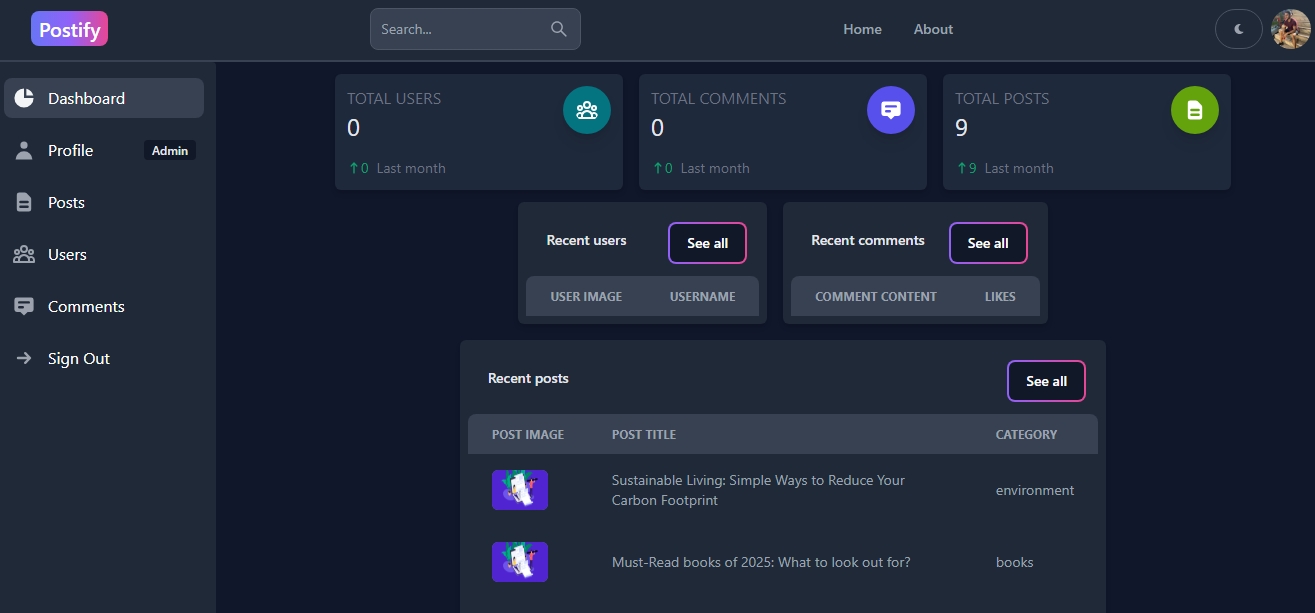 Postify
Search...
Home
About
Dashboard
Profile Admin
Posts
Users
Comments
Sign Out
TOTAL USERS
0
↑0 Last month
TOTAL COMMENTS
0
↑0 Last month
TOTAL POSTS
9
↑9 Last month
Recent users
See all
USER IMAGE USERNAME
Recent comments
See all
COMMENT CONTENT LIKES
Recent posts
See all
POST IMAGE POST TITLE CATEGORY
Sustainable Living: Simple Ways to Reduce Your
Carbon Footprint
environment
Must-Read books of 2025: What to look out for?
books